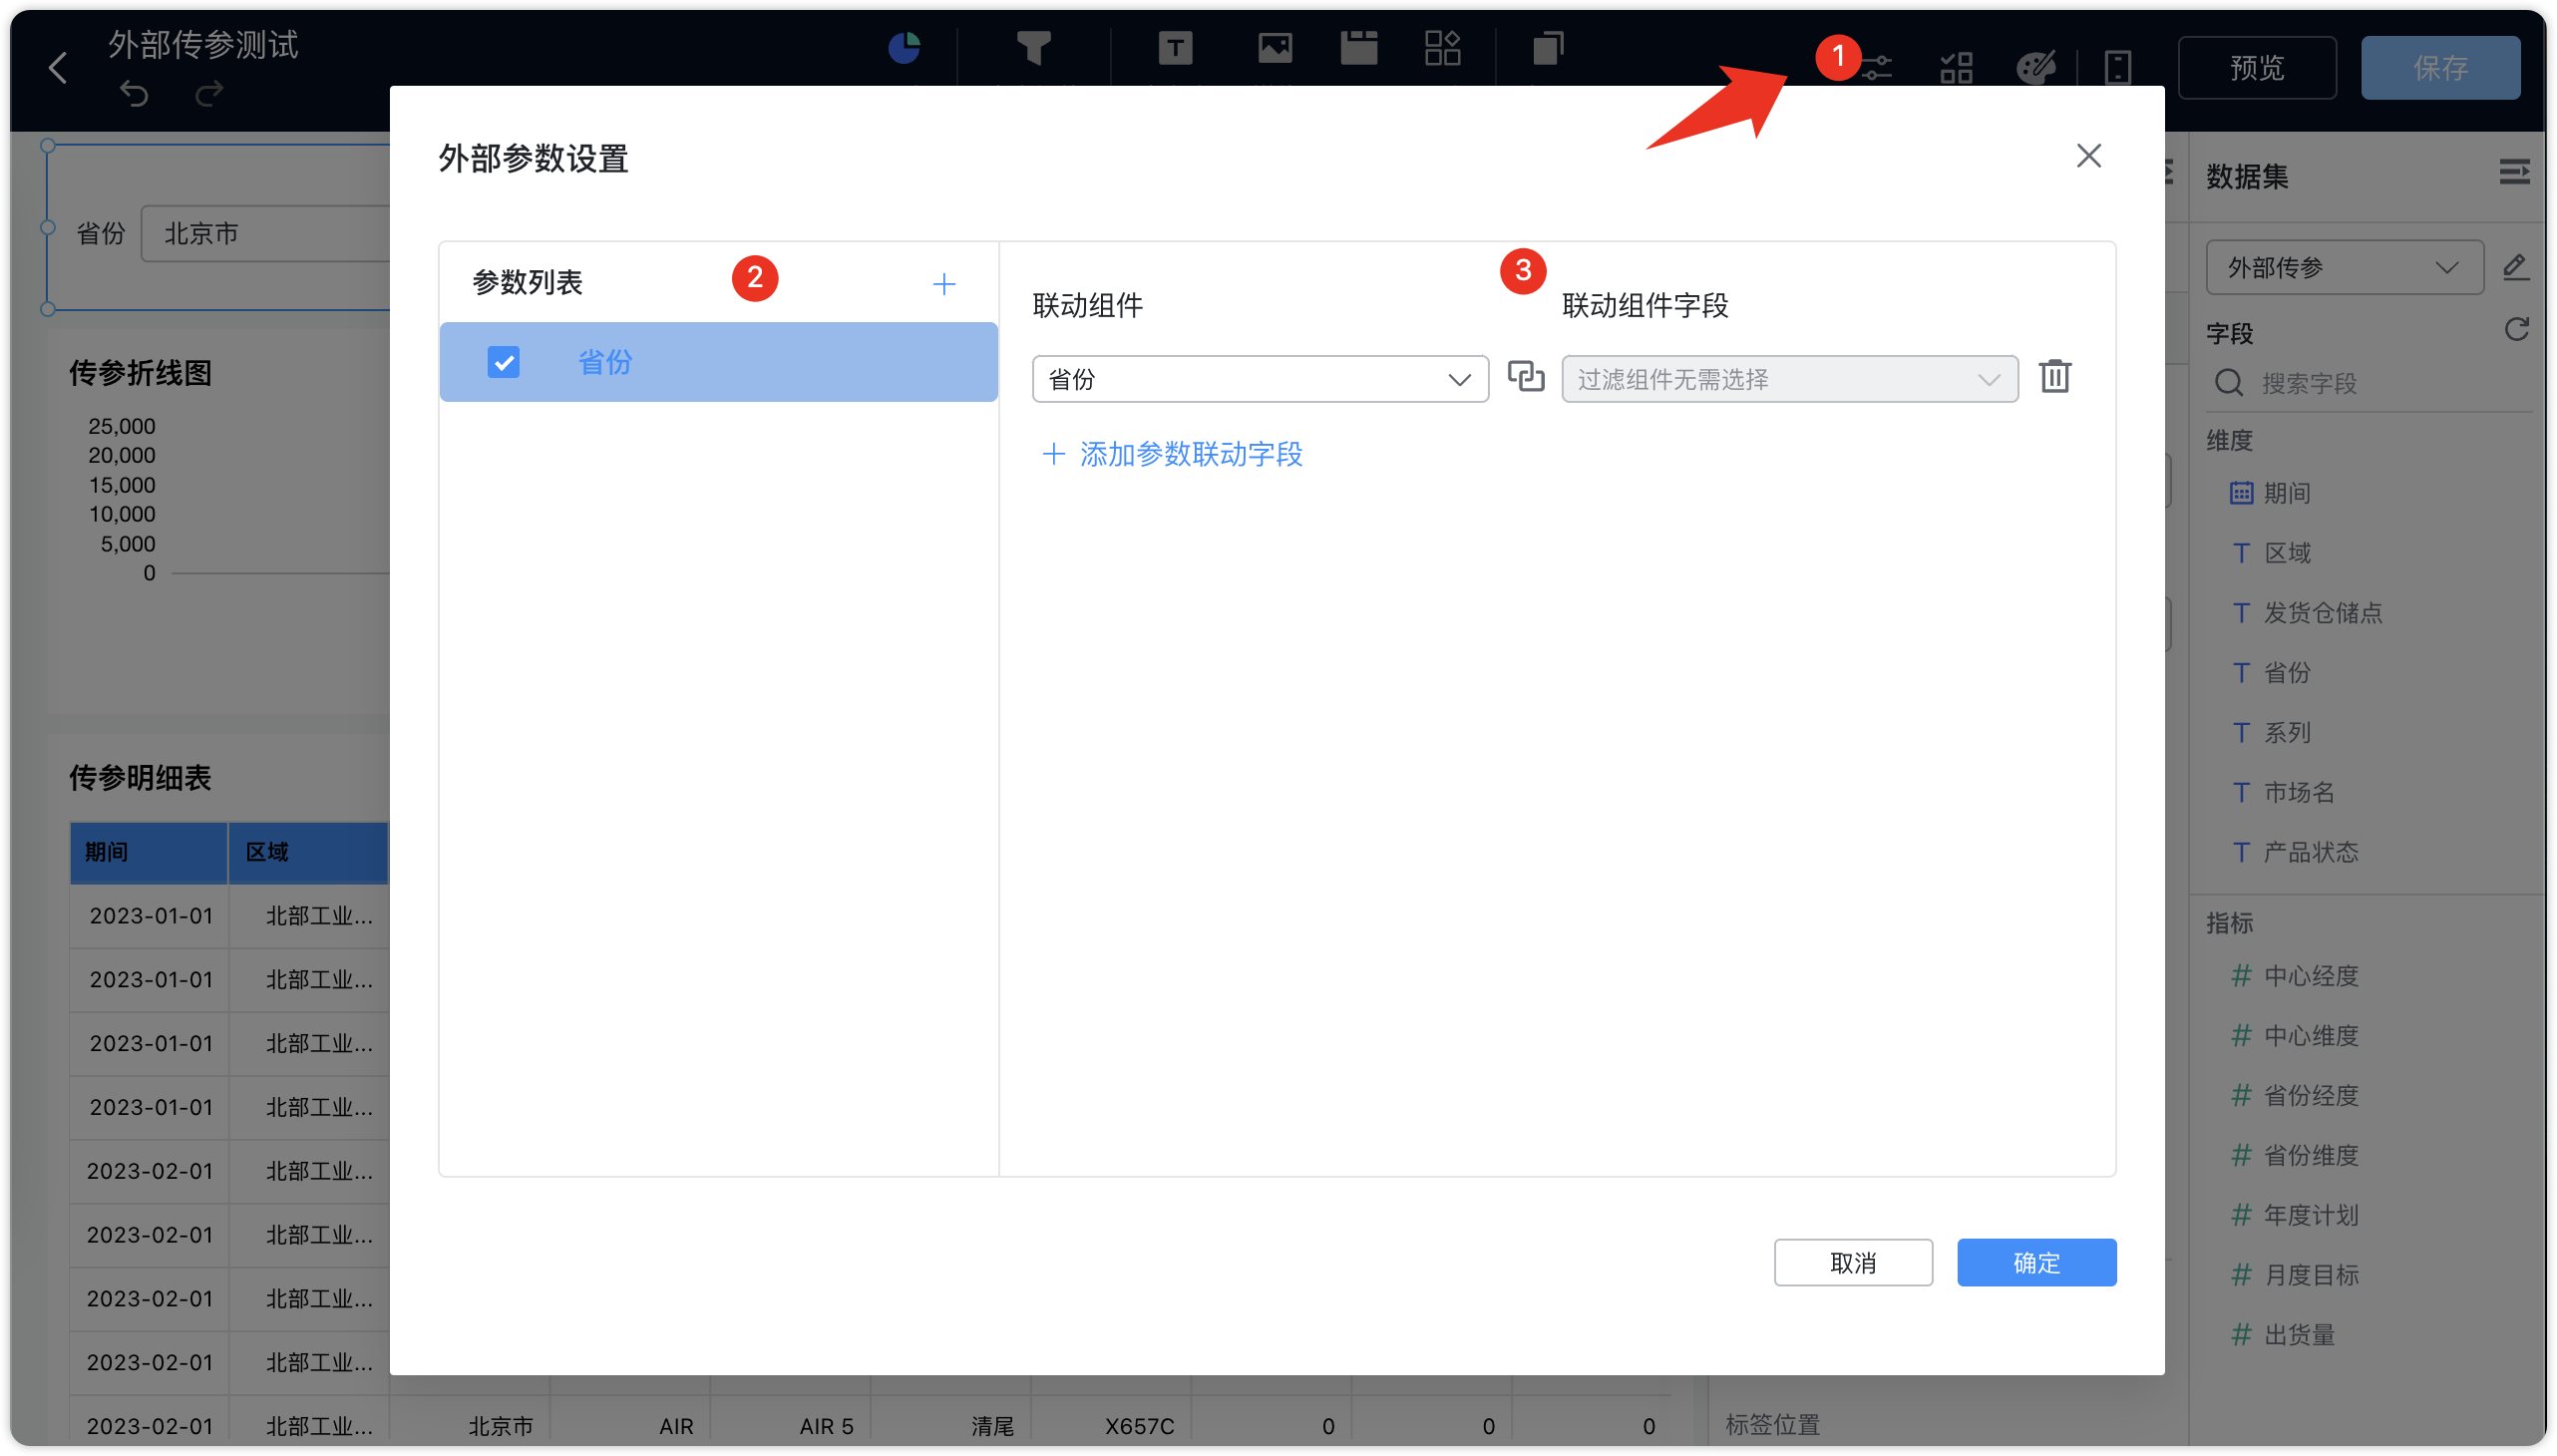 外部传参测试
T
1
预览
保存
外部参数设置
数据集
省份
北京市
参数列表
2
3
联动组件
联动组件字段
外部传参
字段
省份
省份
过滤组件无需选择
搜索字段
添加参数联动字段
传参折线图
25,000
20,000
15,000
10,000
5,000
0
维度
期间
T 区域
T 发货仓储点
T 省份
T 系列
T 市场名
T 产品状态
传参明细表
期间 区域
2023-01-01 北部工业...
2023-01-01 北部工业...
2023-01-01 北部工业...
2023-01-01 北部工业...
2023-02-01 北部工业...
2023-02-01 北部工业...
2023-02-01 北部工业...
2023-02-01 北部工业...
2023-02-01 北部工业... 北京市 AIR AIR 5 清尾 X657C 0 0 0
指标
# 中心经度
# 中心维度
# 省份经度
# 省份维度
# 年度计划
# 月度目标
# 出货量
取消
确定
标签位置